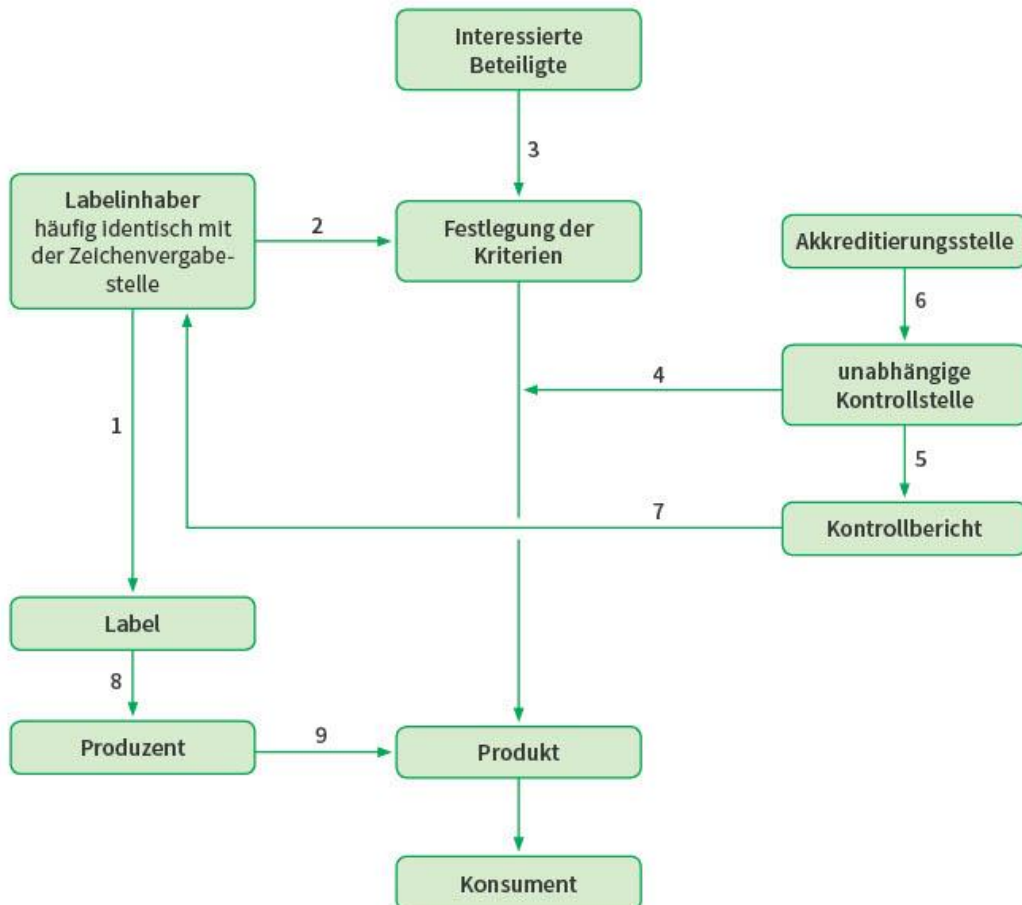 Interessierte
Beteiligte
3
Labelinhaber
häufig identisch mit
der Zeichenvergabe-
stelle
2
Festlegung der
Kriterien
Akkreditierungsstelle
6
unabhängige
Kontrollstelle
4
1
5
7
Kontrollbericht
Label
8
Produzent
9
Produkt
Konsument